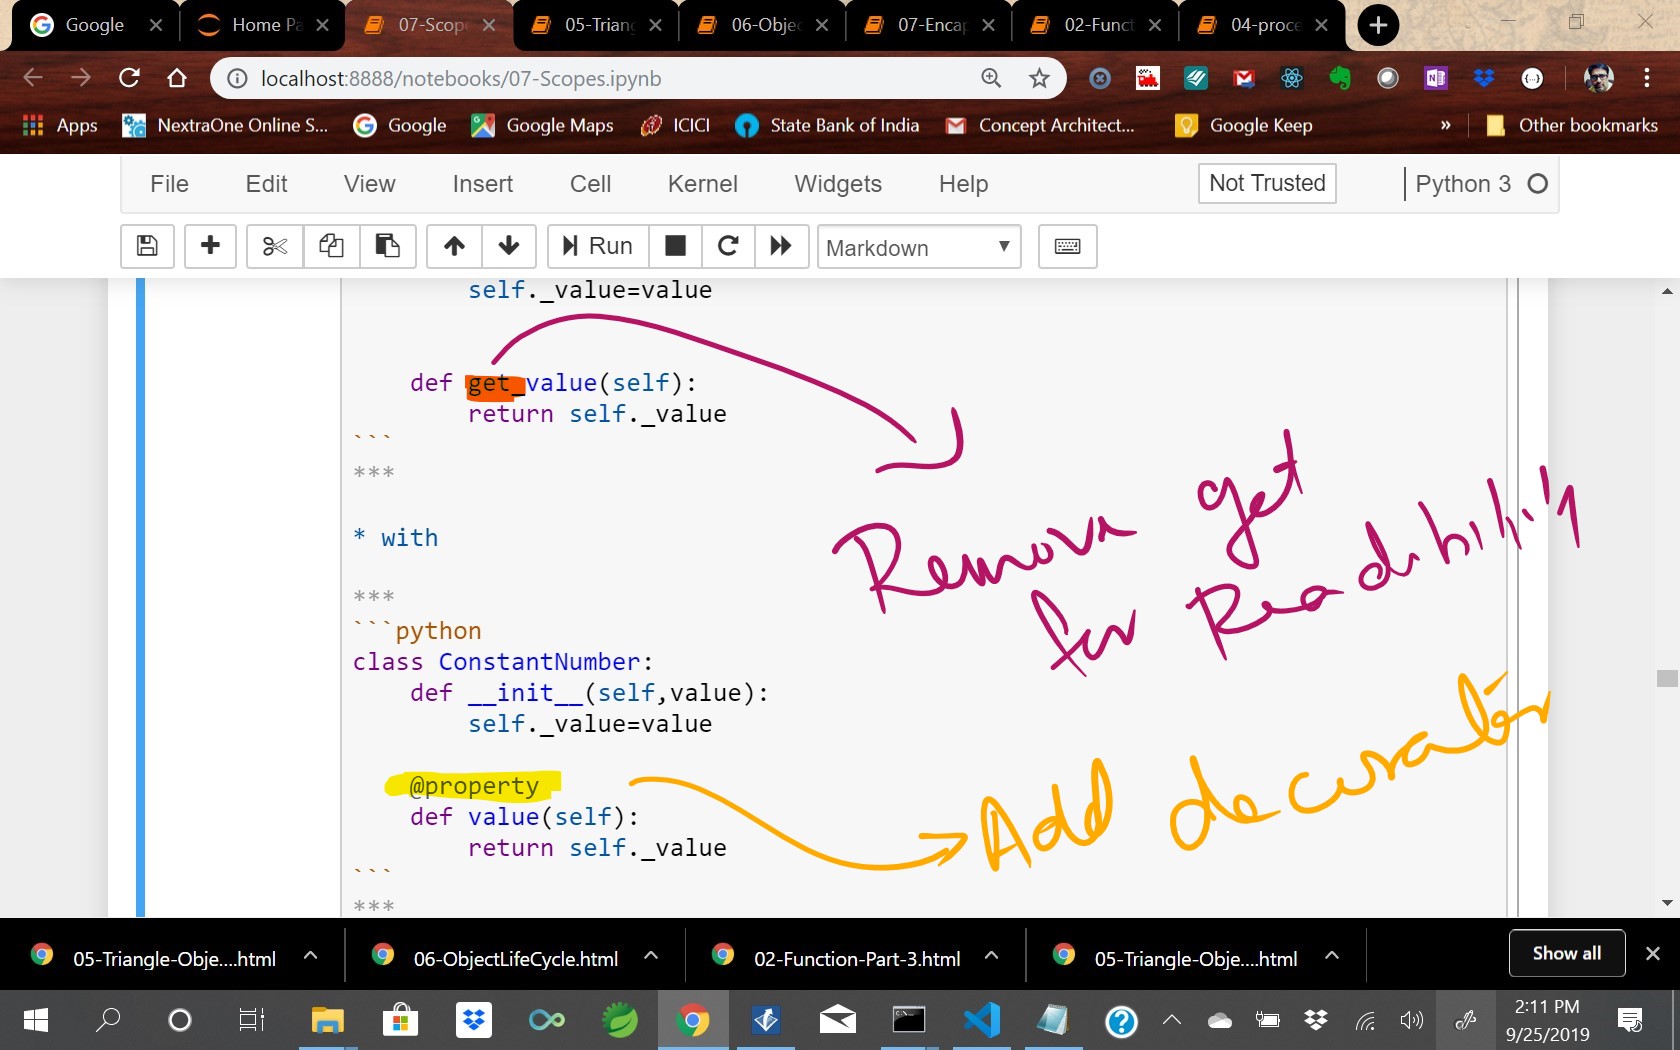 Google
Home Pa
07-Scop
05-Triang
06-Objec
07-Encap
02-Funct
04-proce
localhost:8888/notebooks/07-Scopes.ipynb
Apps
NextraOne Online S...
Google
Google Maps
ICICI
State Bank of India
Concept Architect...
Google Keep
»
Other bookmarks
File
Edit
View
Insert
Cell
Kernel
Widgets
Help
Not Trusted
Python 3
Run
Markdown
self._value=value
def get_value(self):
return self._value
```
***
* with
***
```python
class ConstantNumber:
def __init__(self,value):
self._value=value
@property
def value(self):
return self._value
```
***
Remove get
for Readability
Add decorator
05-Triangle-Obje....html
06-ObjectLifeCycle.html
02-Function-Part-3.html
05-Triangle-Obje....html
Show all
2:11 PM
9/25/2019